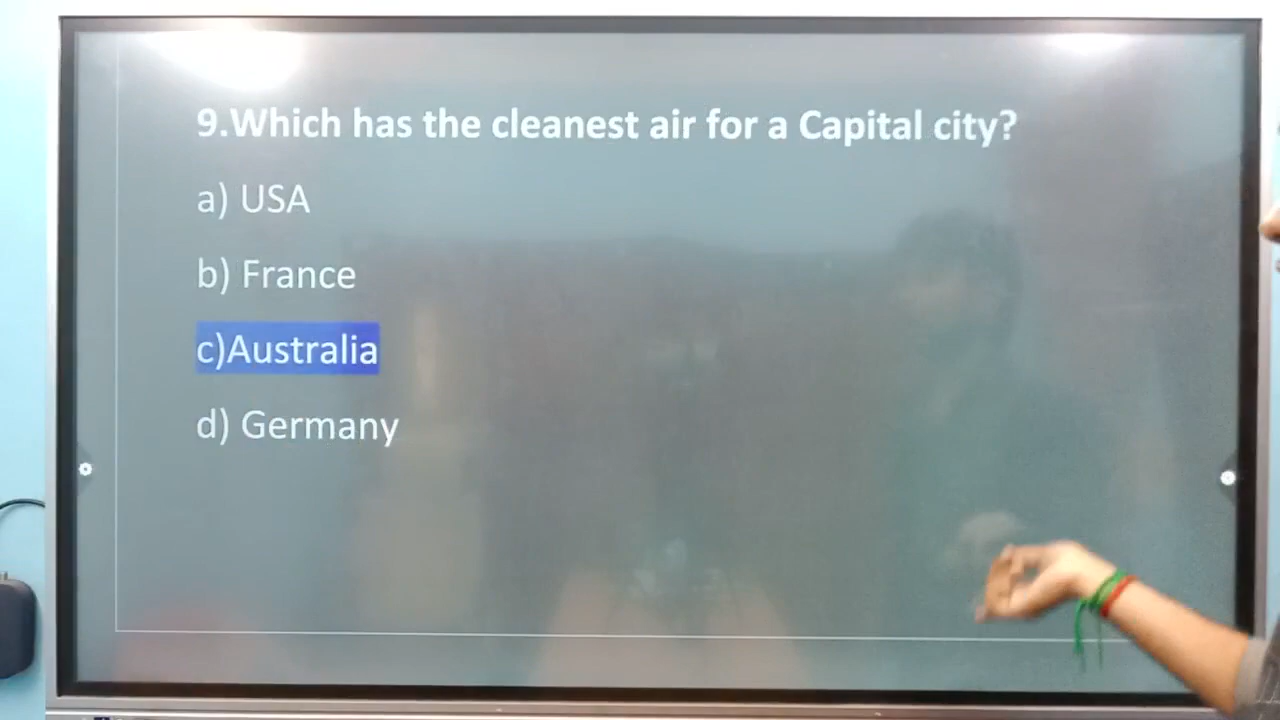 9.Which has the cleanest air for a Capital city?
a) USA
b) France
c)Australia
d) Germany